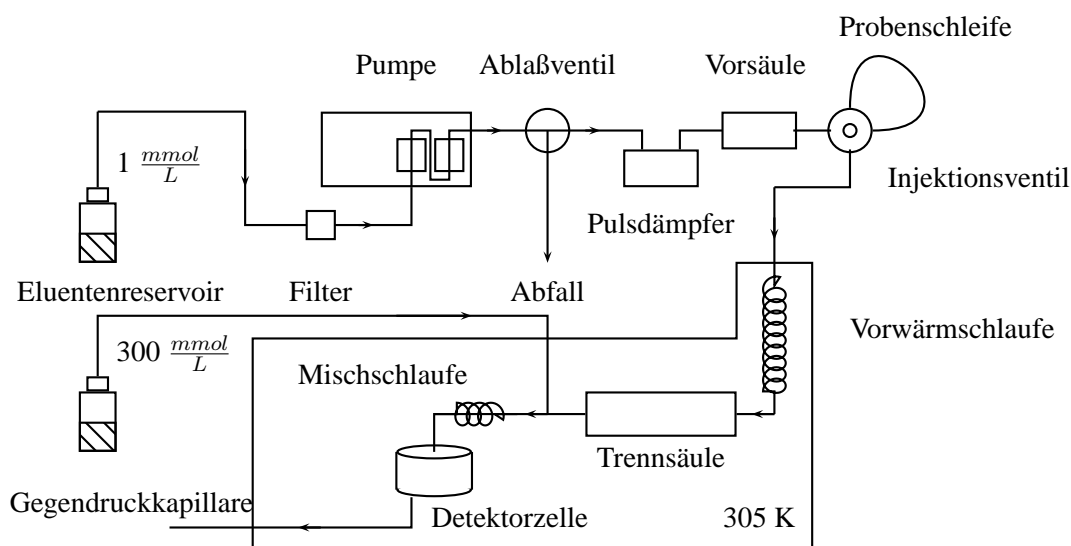 Probenschleife
Pumpe
Ablaßventil
Vorsäule
1 mmol/L
Injektionsventil
Pulsdämpfer
Eluentenreservoir
Filter
Abfall
Vorwärmschlaufe
300 mmol/L
Mischschlaufe
Trennsäule
Gegendruckkapillare
Detektorzelle
305 K